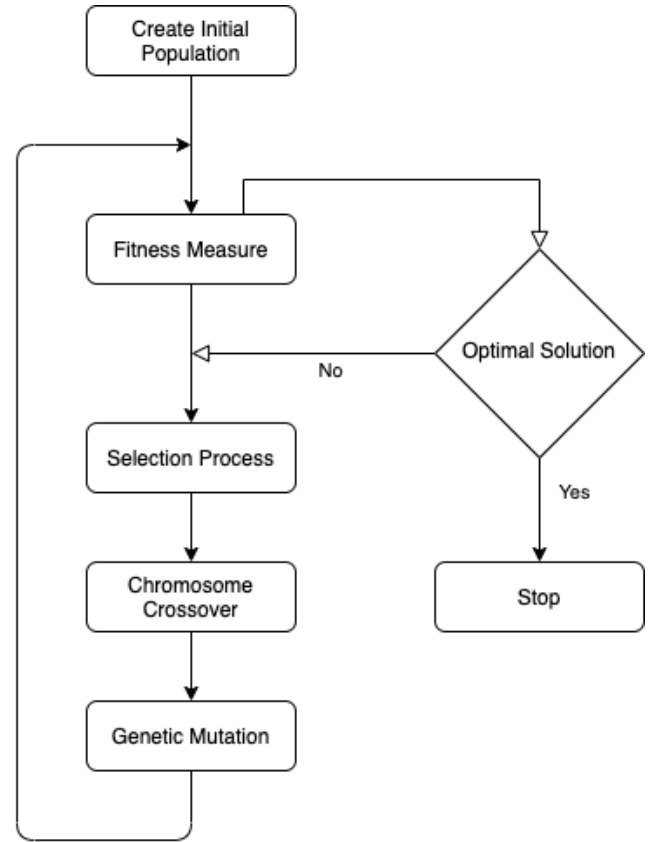 Create Initial
Population
Fitness Measure
Optimal Solution
No
Selection Process
Yes
Chromosome
Crossover
Stop
Genetic Mutation